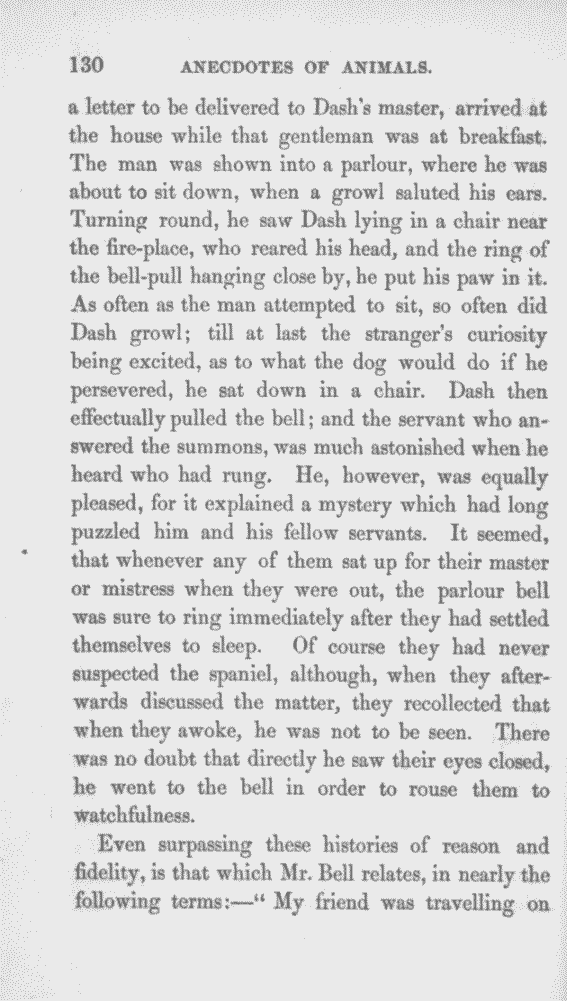 130 ANECDOTES OF ANIMALS.
a letter to be delivered to Dash's master, arrived at
the house while that gentleman was at breakfast.
The man was shown into a parlour, where he was
about to sit down, when a growl saluted his ears.
Turning round, he saw Dash lying in a chair near
the fire-place, who reared his head, and the ring of
the bell-pull hanging close by, he put his paw in it.
As often as the man attempted to sit, so often did
Dash growl; till at last the stranger's curiosity
being excited, as to what the dog would do if he
persevered, he sat down in a chair. Dash then
effectually pulled the bell; and the servant who an-
swered the summons, was much astonished when he
heard who had rung. He, however, was equally
pleased, for it explained a mystery which had long
puzzled him and his fellow servants. It seemed,
that whenever any of them sat up for their master
or mistress when they were out, the parlour bell
was sure to ring immediately after they had settled
themselves to sleep. Of course they had never
suspected the spaniel, although, when they after-
wards discussed the matter, they recollected that
when they awoke, he was not to be seen. There
was no doubt that directly he saw their eyes closed,
he went to the bell in order to rouse them to
watchfulness.
Even surpassing these histories of reason and
fidelity, is that which Mr. Bell relates, in nearly the
following terms:—“ My friend was travelling on